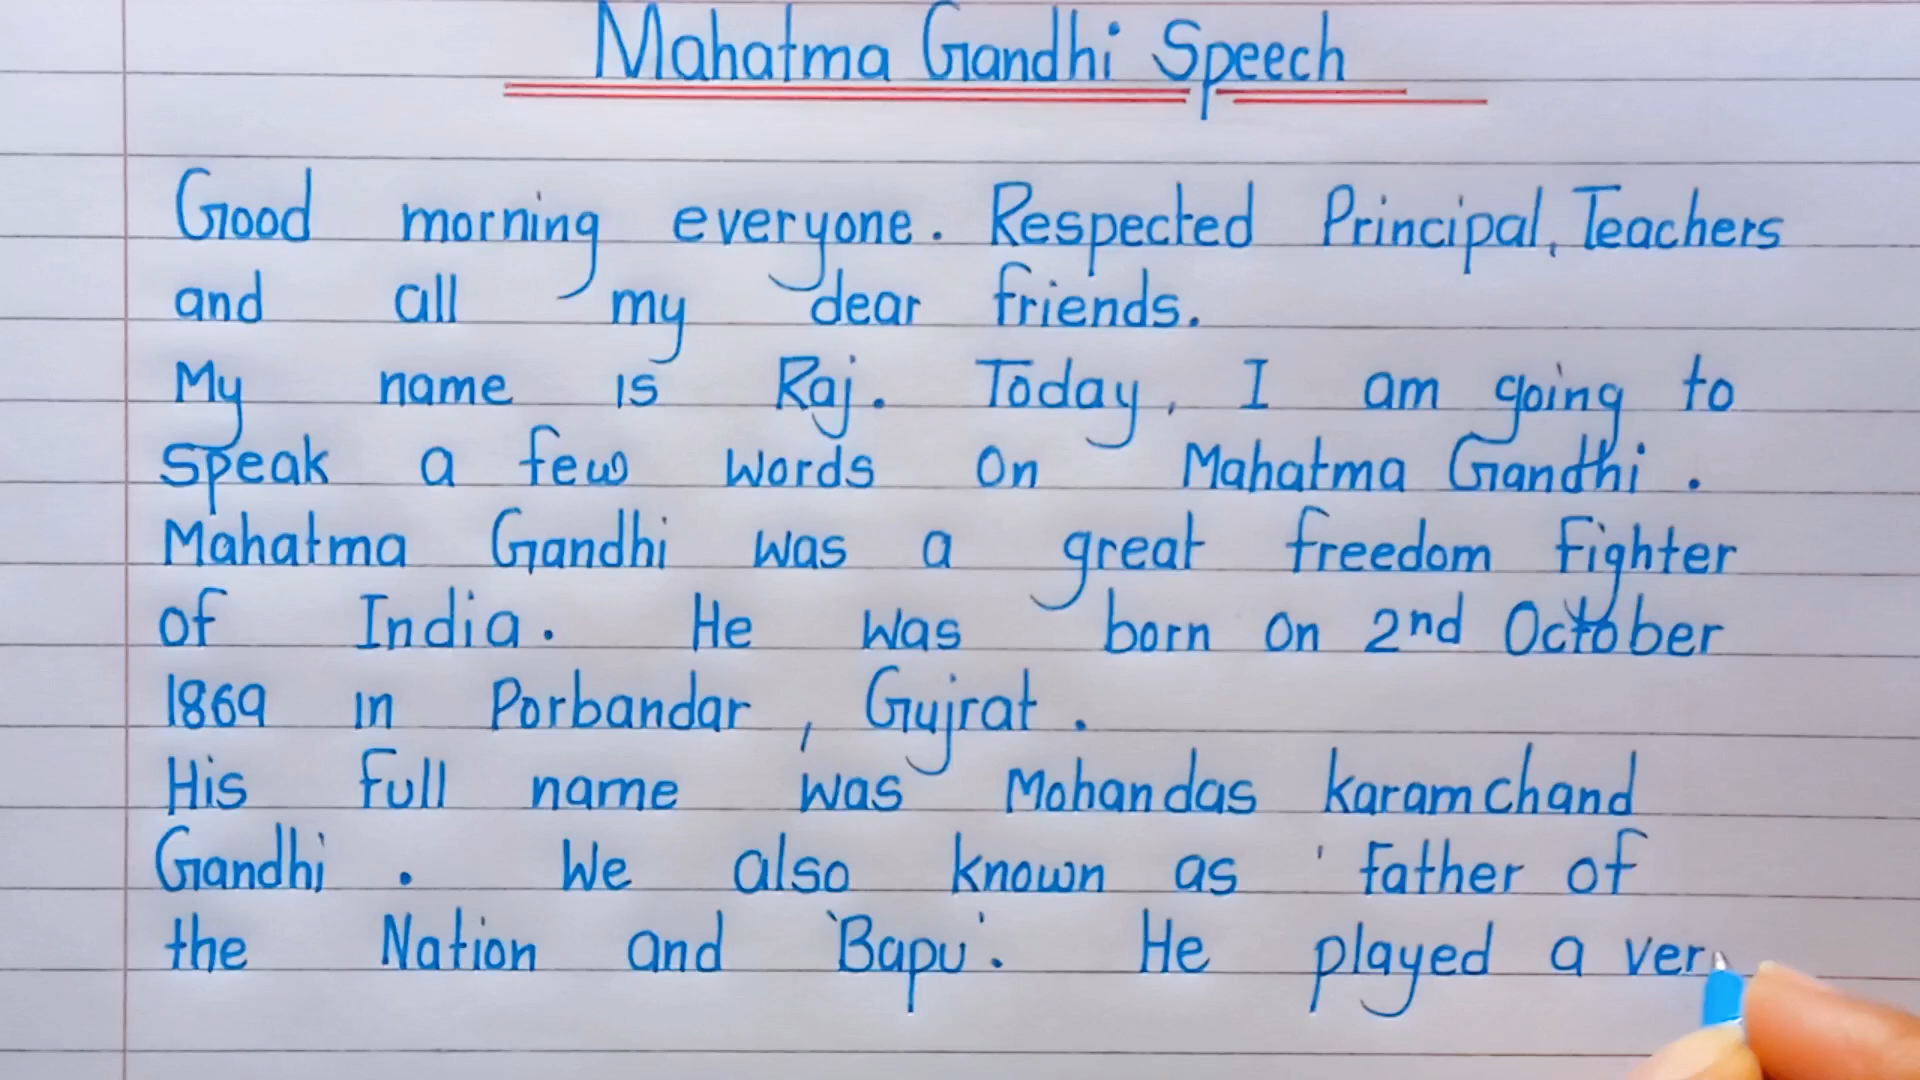 Mahatma Gandhi Speech
Good morning everyone. Respected Principal, Teachers
and all my dear friends.
My name is Raj. Today, I am going to
speak a few words on Mahatma Gandhi.
Mahatma Gandhi was a great freedom fighter
of India. He was born on 2nd October
1869 in Porbandar, Gujrat.
His full name was Mohandas karamchand
Gandhi. We also known as 'father of
the Nation and 'Bapu'. He played a ver